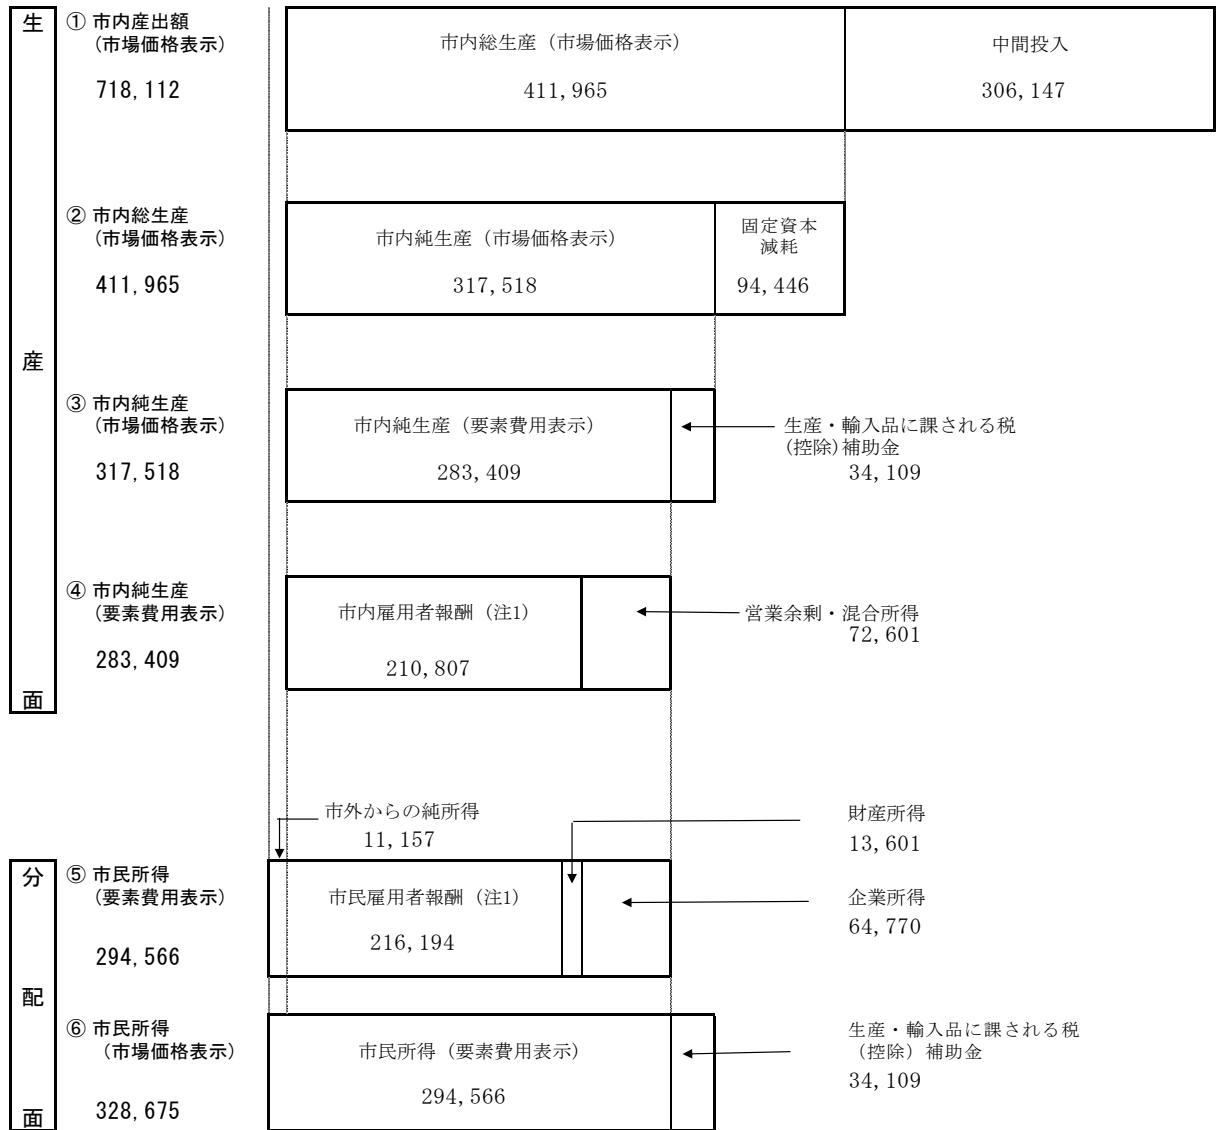 生
産
面
① 市内産出額
(市場価格表示)
718,112
市内総生産（市場価格表示）
411,965
中間投入
306,147
② 市内総生産
(市場価格表示)
411,965
市内純生産（市場価格表示）
317,518
固定資本
減耗
94,446
③ 市内純生産
(市場価格表示)
317,518
市内純生産（要素費用表示）
283,409
生産・輸入品に課される税
(控除)補助金
34,109
④ 市内純生産
(要素費用表示)
283,409
市内雇用者報酬（注1）
210,807
営業余剰・混合所得
72,601
市外からの純所得
11,157
財産所得
13,601
分
配
面
⑤ 市民所得
(要素費用表示)
294,566
市民雇用者報酬（注1）
216,194
企業所得
64,770
⑥ 市民所得
(市場価格表示)
328,675
市民所得（要素費用表示）
294,566
生産・輸入品に課される税
（控除）補助金
34,109